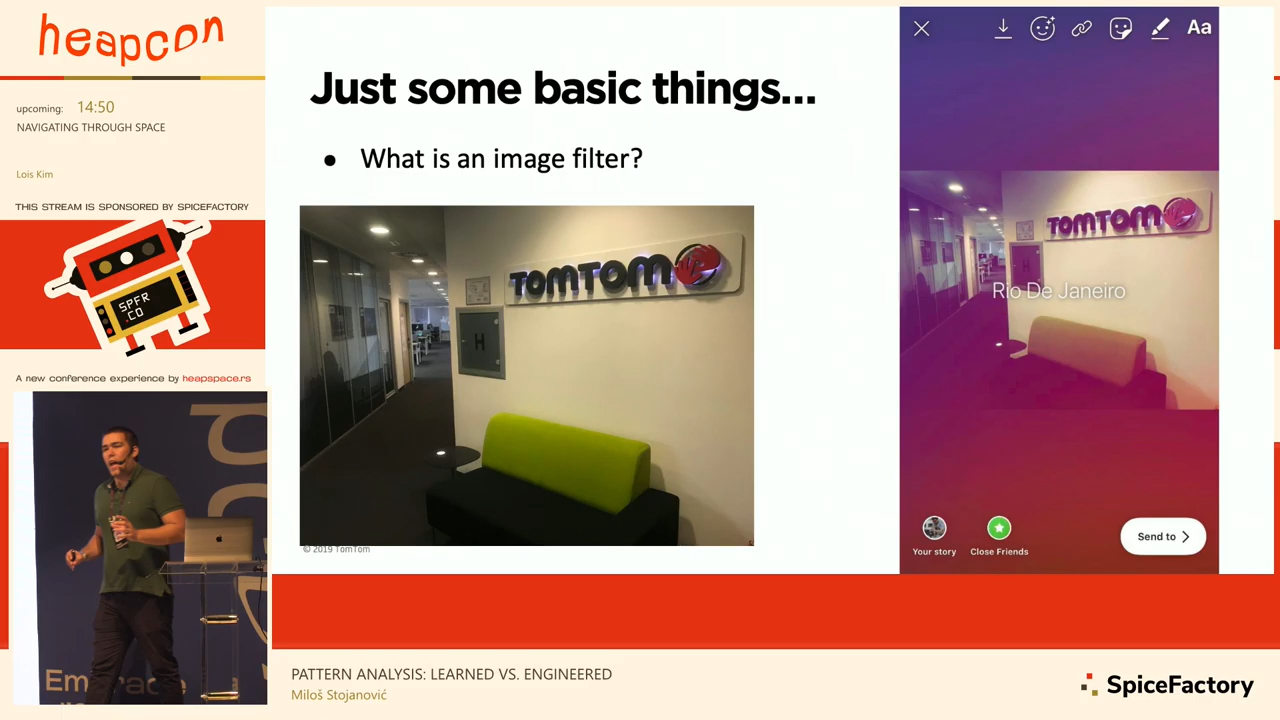 heapcon
upcoming: 14:50
NAVIGATING THROUGH SPACE
Lois Kim
THIS STREAM IS SPONSORED BY SPICEFACTORY
SPFR
.CO
A new conference experience by heapspace.rs
Just some basic things...
● What is an image filter?
TOMTOM
H
© 2019 TomTom
Aa
TOMTOM
H
Rio De Janeiro
Your story
Close Friends
Send to
PATTERN ANALYSIS: LEARNED VS. ENGINEERED
Miloš Stojanović
SpiceFactory